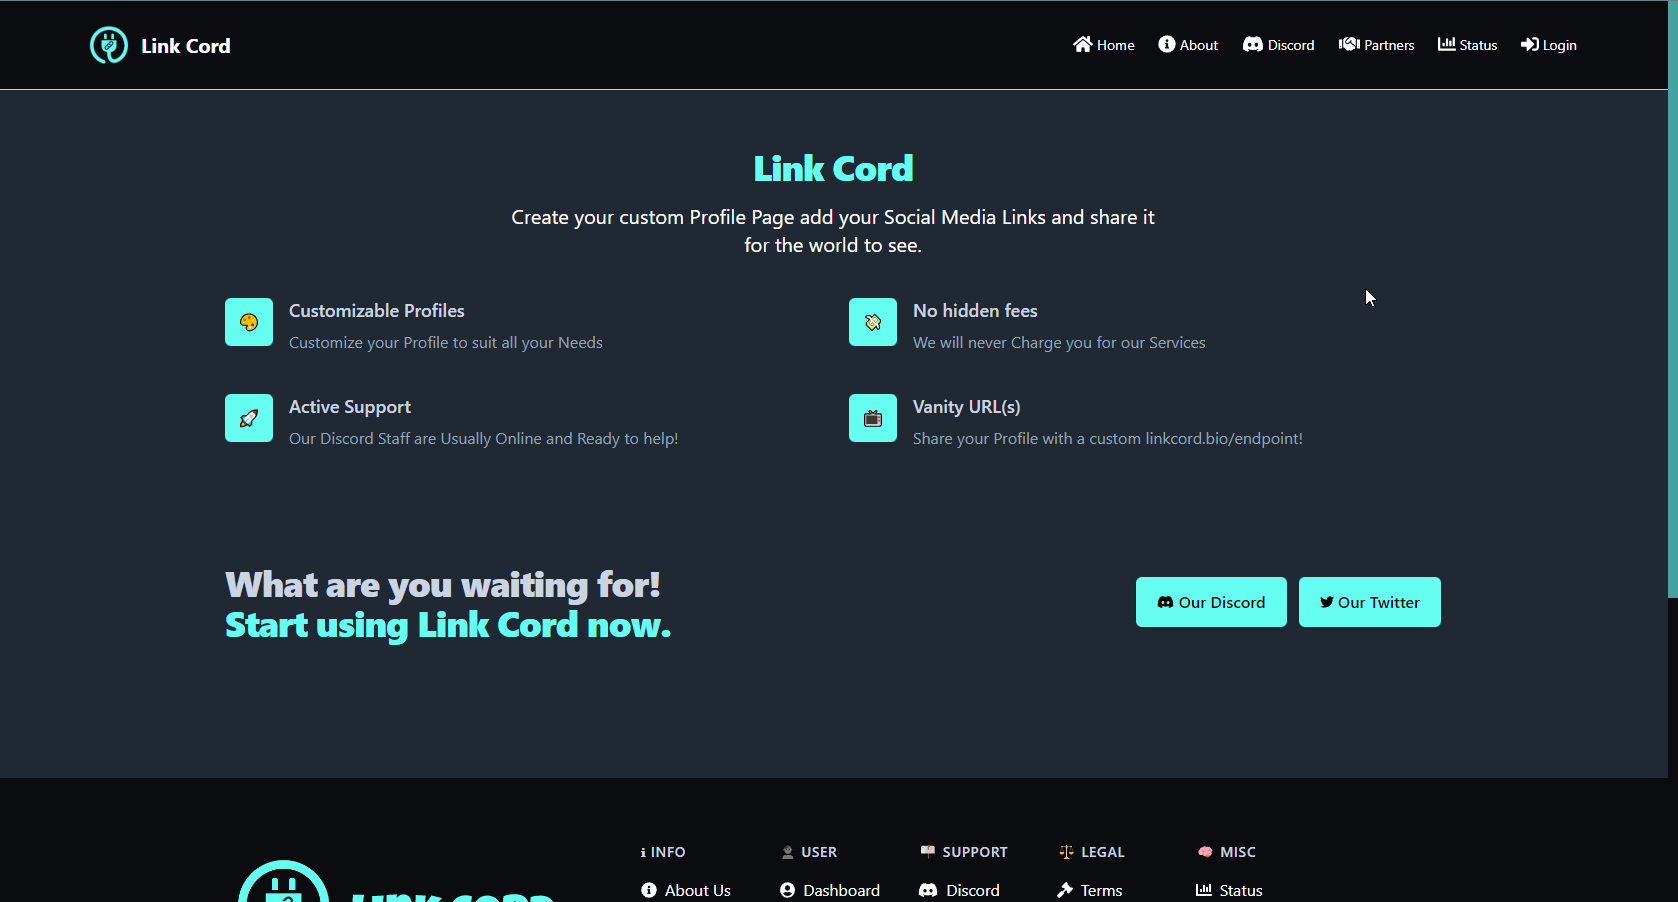 Link Cord
Home About Discord Partners Status Login
Link Cord
Create your custom Profile Page add your Social Media Links and share it
for the world to see.
Customizable Profiles
Customize your Profile to suit all your Needs
No hidden fees
We will never Charge you for our Services
Active Support
Our Discord Staff are Usually Online and Ready to help!
Vanity URL(s)
Share your Profile with a custom linkcord.bio/endpoint!
What are you waiting for!
Start using Link Cord now.
Our Discord
Our Twitter
LINK CORD
INFO
About Us
USER
Dashboard
SUPPORT
Discord
LEGAL
Terms
MISC
Status